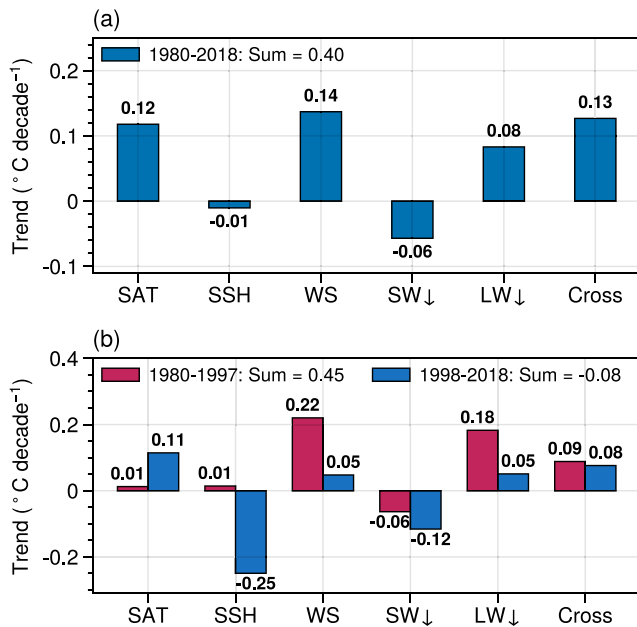 (a)
1980-2018: Sum = 0.40
Trend (°C decade⁻¹)
0.2
0.1
0
-0.1
0.12
-0.01
0.14
-0.06
0.08
0.13
SAT SSH WS SW↓ LW↓ Cross
(b)
1980-1997: Sum = 0.45 1998-2018: Sum = -0.08
Trend (°C decade⁻¹)
0.4
0.2
0
-0.2
0.01 0.11
0.01 -0.25
0.22 0.05
-0.06 -0.12
0.18 0.05
0.09 0.08
SAT SSH WS SW↓ LW↓ Cross